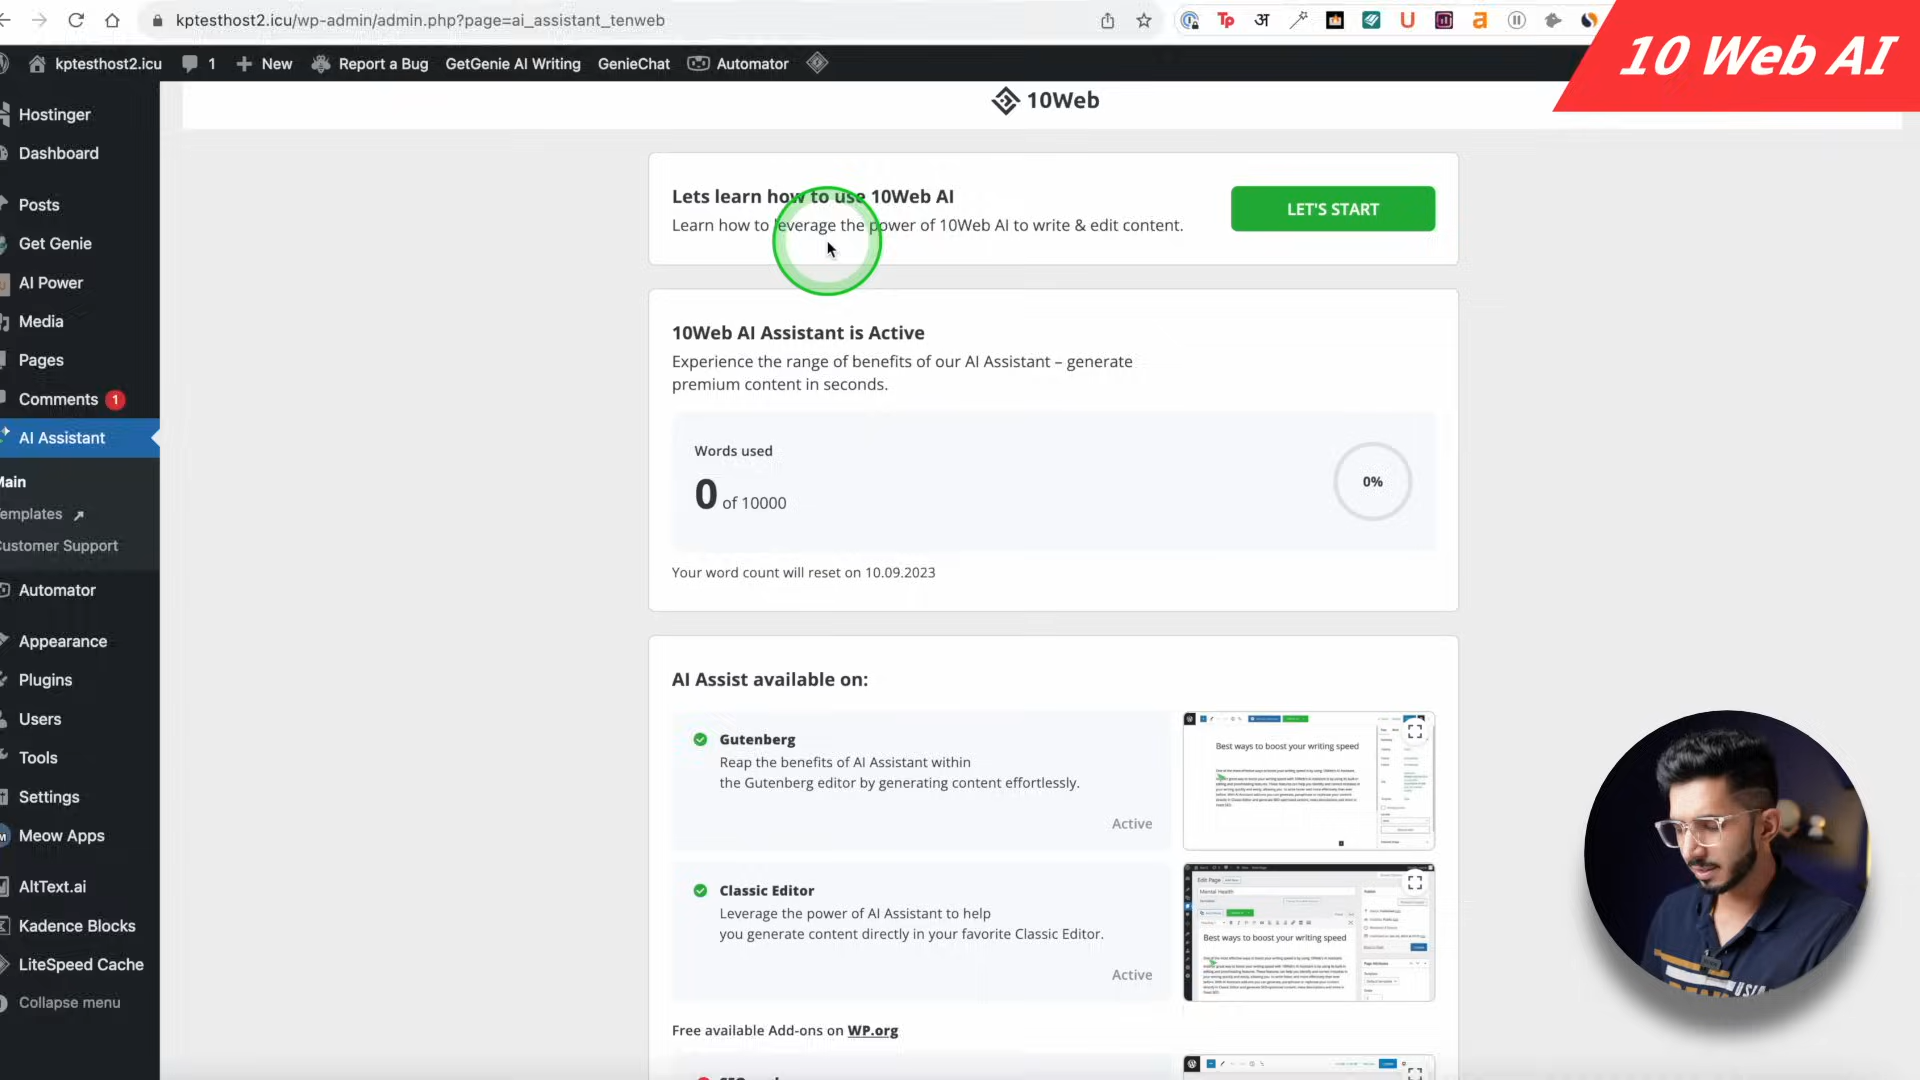 kptesthost2.icu/wp-admin/admin.php?page=ai_assistant_tenweb
10 Web AI
kptesthost2.icu 1 New Report a Bug GetGenie AI Writing GenieChat Automator
10Web
Hostinger
Dashboard
Posts
Get Genie
AI Power
Media
Pages
Comments 1
AI Assistant
Main
Templates
Customer Support
Automator
Appearance
Plugins
Users
Tools
Settings
Meow Apps
AltText.ai
Kadence Blocks
LiteSpeed Cache
Collapse menu
Lets learn how to use 10Web AI
Learn how to leverage the power of 10Web AI to write & edit content.
LET'S START
10Web AI Assistant is Active
Experience the range of benefits of our AI Assistant – generate
premium content in seconds.
Words used
0 of 10000
0%
Your word count will reset on 10.09.2023
AI Assist available on:
Gutenberg
Reap the benefits of AI Assistant within
the Gutenberg editor by generating content effortlessly.
Active
Best ways to boost your writing speed
Classic Editor
Leverage the power of AI Assistant to help
you generate content directly in your favorite Classic Editor.
Active
Edit Page
Mental Health
Best ways to boost your writing speed
Free available Add-ons on WP.org